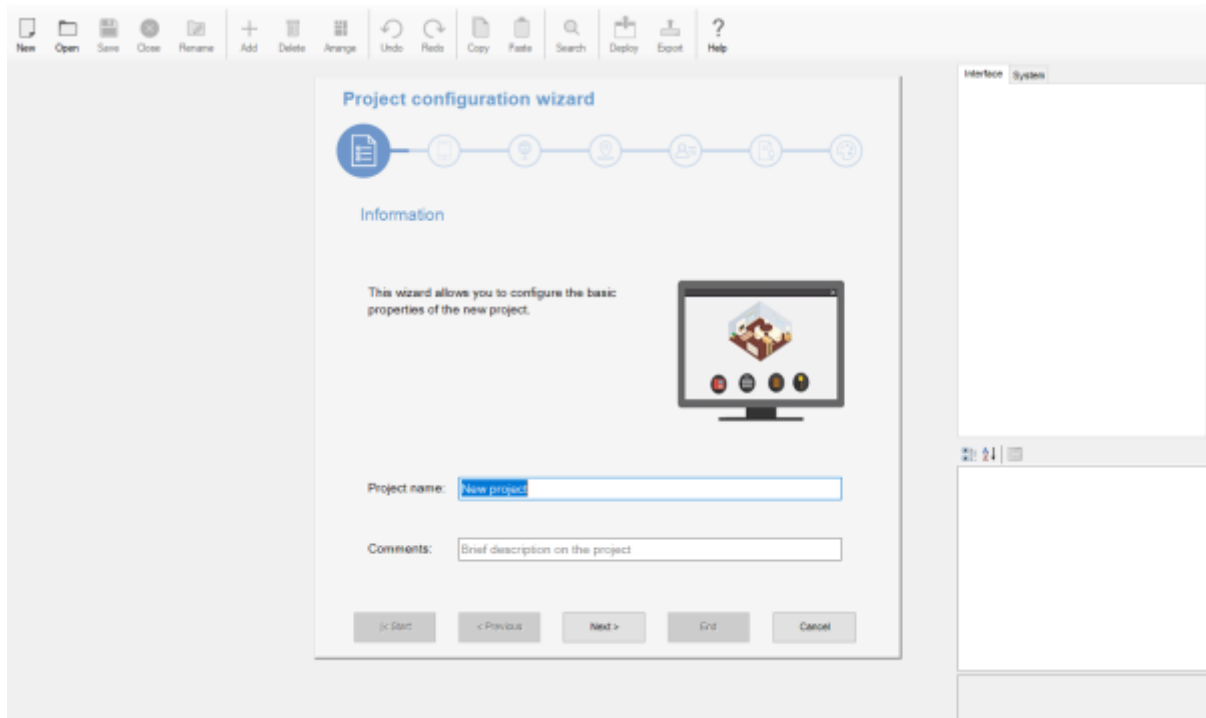 New Open Save Close Rename Add Delete Arrange Undo Redo Copy Paste Search Deploy Export Help
Interface System
Project configuration wizard
Information
This wizard allows you to configure the basic
properties of the new project.
Project name: New project
Comments: Brief description on the project
|< Start < Previous Next > End Cancel